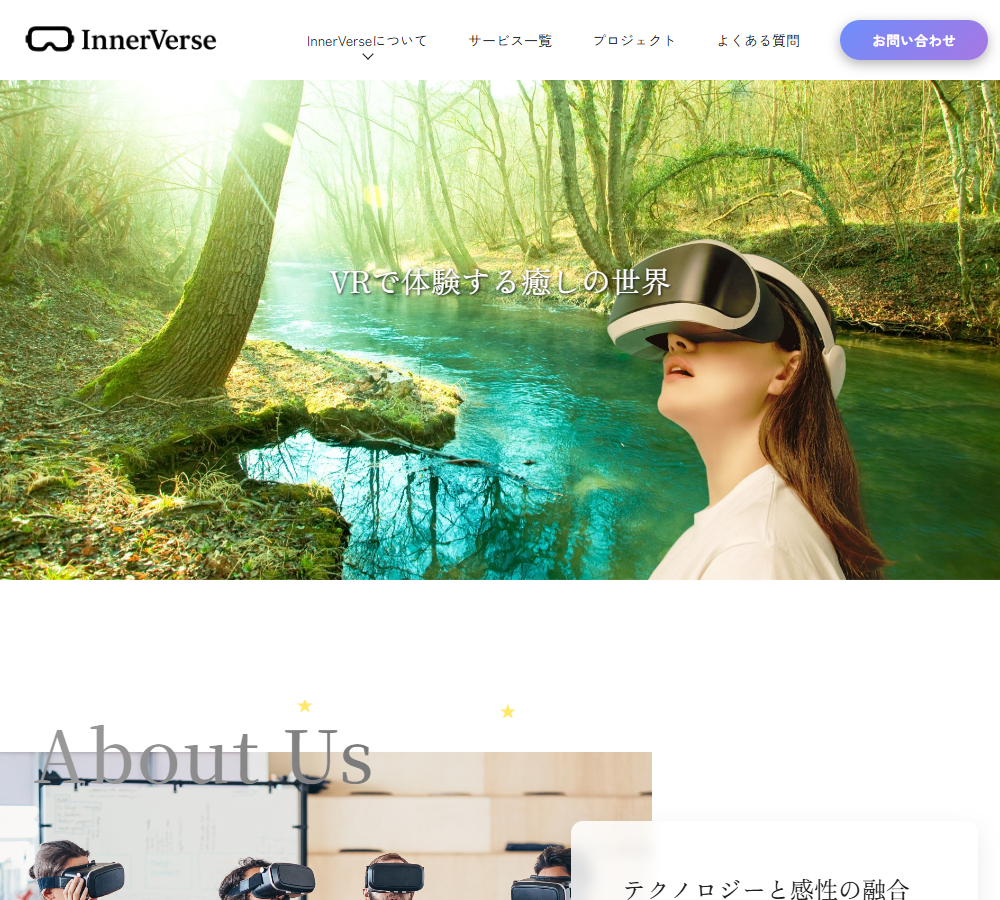 InnerVerse
InnerVerseについて
サービス一覧
プロジェクト
よくある質問
お問い合わせ
VRで体験する癒しの世界
About Us
テクノロジーと感性の融合